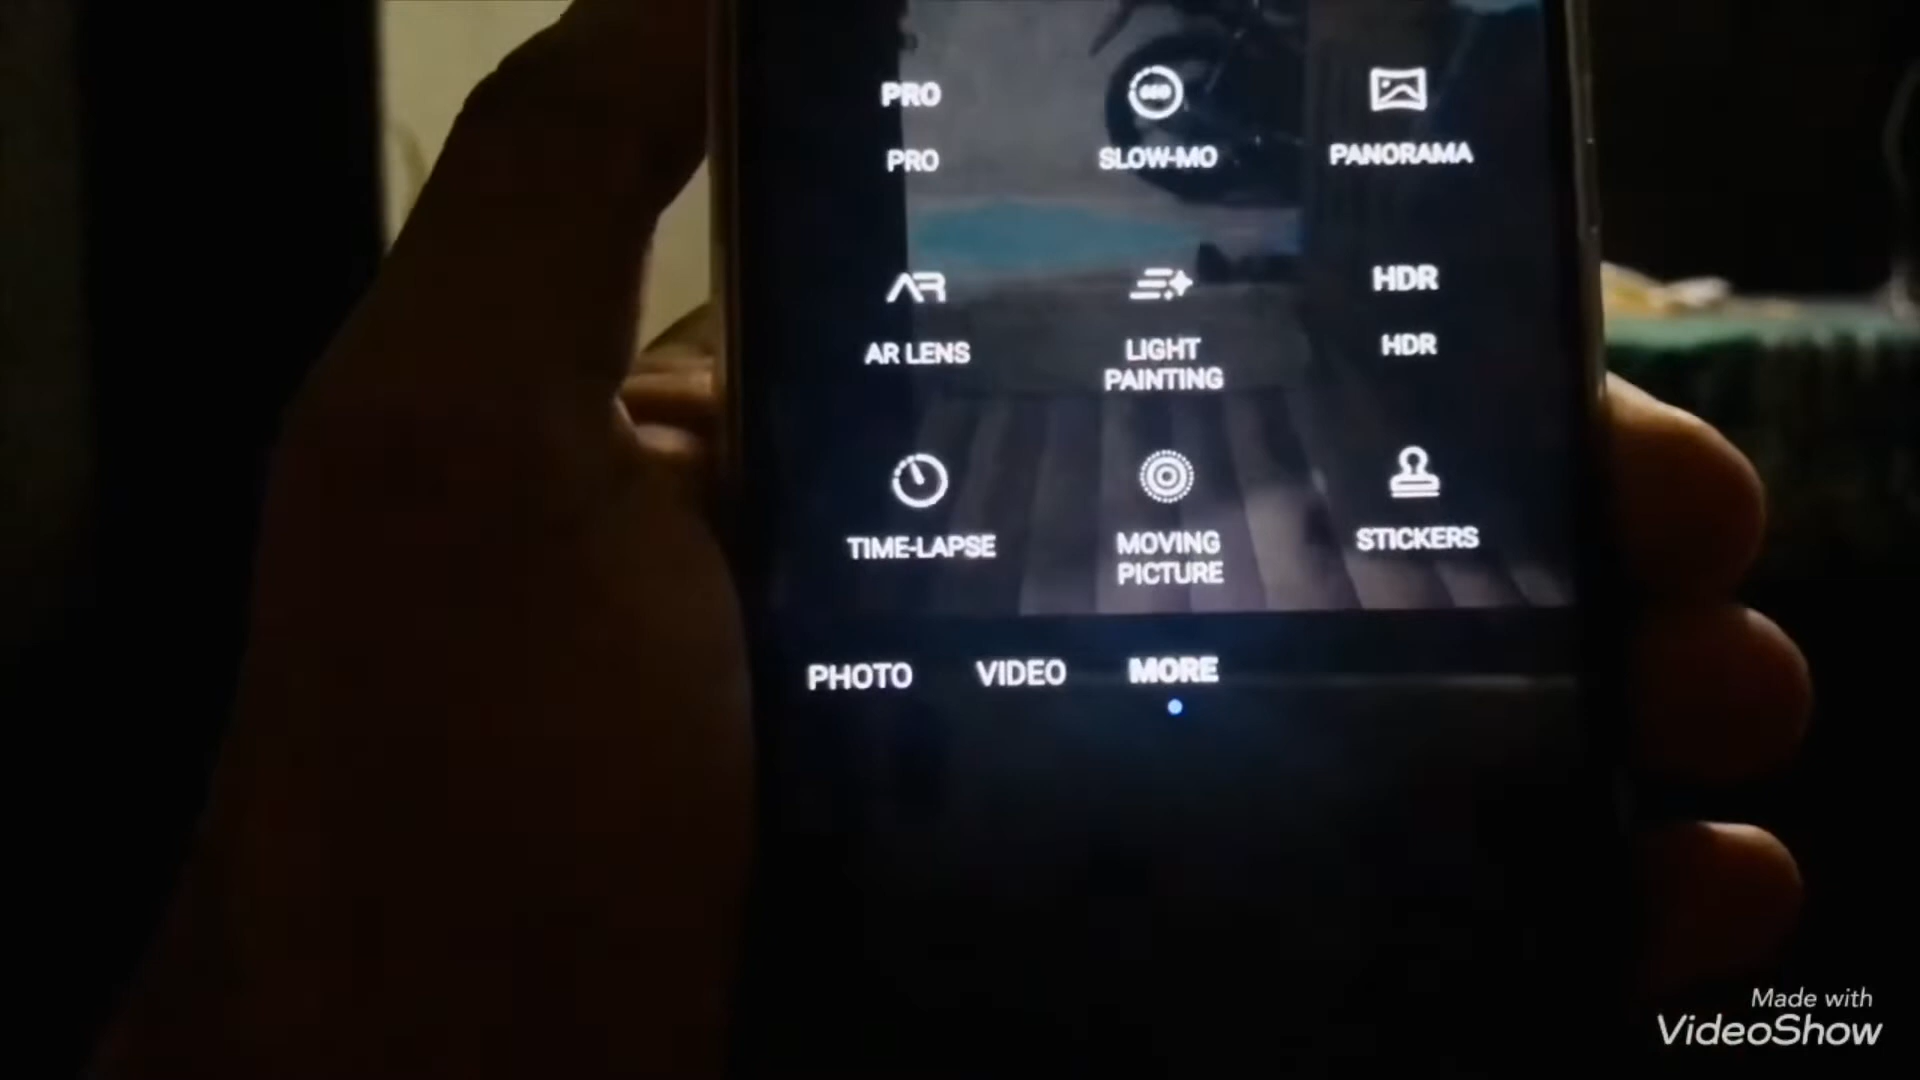 PRO
PRO
SLOW-MO
PANORAMA
AR
AR LENS
LIGHT
PAINTING
HDR
HDR
TIME-LAPSE
MOVING
PICTURE
STICKERS
PHOTO
VIDEO
MORE
Made with
VideoShow